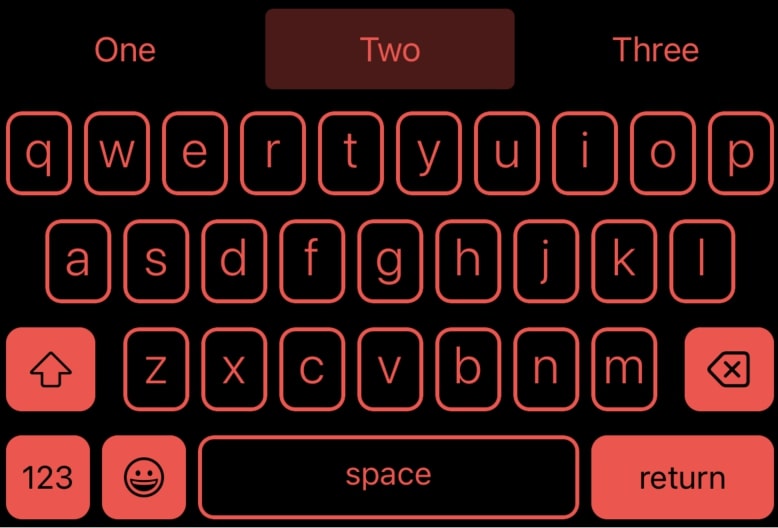 One Two Three
q w e r t y u i o p
a s d f g h j k l
z x c v b n m
123 space return